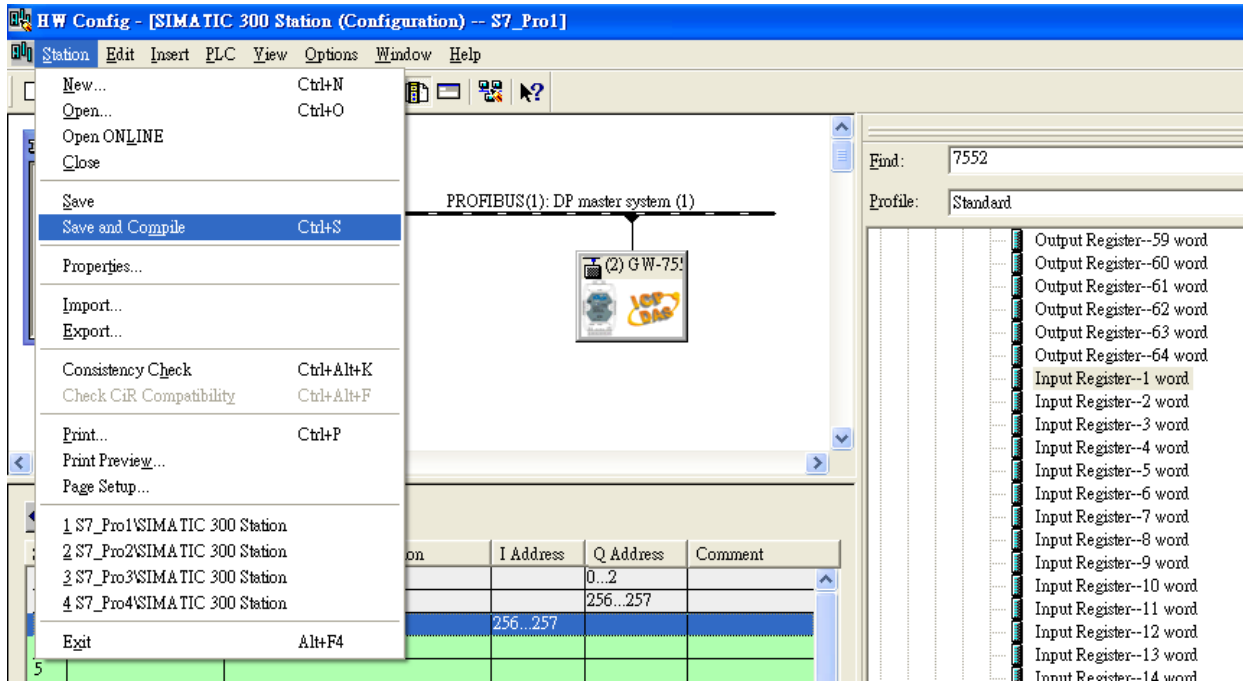 HW Config - [SIMATIC 300 Station (Configuration) -- S7_Pro1]
Station Edit Insert PLC View Options Window Help
New... Ctrl+N
Open... Ctrl+O
Open ONLINE
Close
Save
Save and Compile Ctrl+S
Properties...
Import...
Export...
Consistency Check Ctrl+Alt+K
Check CiR Compatibility Ctrl+Alt+F
Print... Ctrl+P
Print Preview...
Page Setup...
1 S7_Pro1\SIMATIC 300 Station
2 S7_Pro2\SIMATIC 300 Station
3 S7_Pro3\SIMATIC 300 Station
4 S7_Pro4\SIMATIC 300 Station
Exit Alt+F4
PROFIBUS(1): DP master system (1)
(2) GW-755
ICP
DAS
I Address Q Address Comment
0...2
256...257
256...257
5
Find: 7552
Profile: Standard
Output Register--59 word
Output Register--60 word
Output Register--61 word
Output Register--62 word
Output Register--63 word
Output Register--64 word
Input Register--1 word
Input Register--2 word
Input Register--3 word
Input Register--4 word
Input Register--5 word
Input Register--6 word
Input Register--7 word
Input Register--8 word
Input Register--9 word
Input Register--10 word
Input Register--11 word
Input Register--12 word
Input Register--13 word
Input Register--14 word